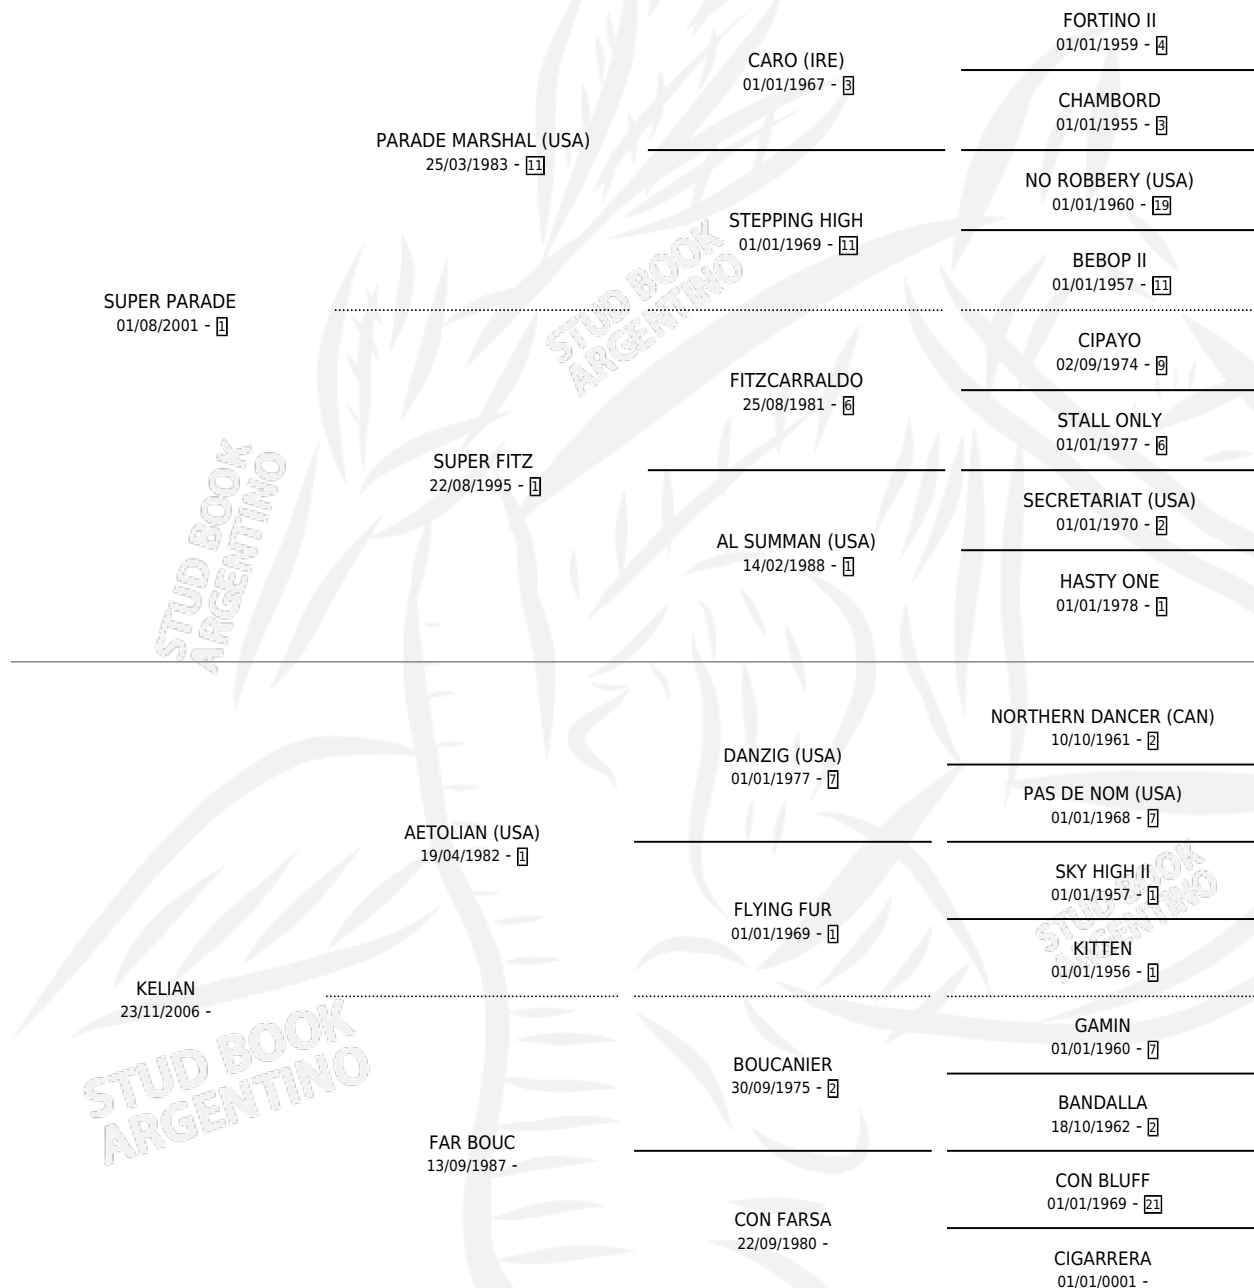 FORTINO II
01/01/1959 - 4
CARO (IRE)
01/01/1967 - 3
CHAMBORD
01/01/1955 - 3
PARADE MARSHAL (USA)
25/03/1983 - 11
NO ROBBERY (USA)
01/01/1960 - 19
STEPPING HIGH
01/01/1969 - 11
BEBOP II
01/01/1957 - 11
SUPER PARADE
01/08/2001 - 1
CIPAYO
02/09/1974 - 9
FITZCARRALDO
25/08/1981 - 6
STALL ONLY
01/01/1977 - 6
SUPER FITZ
22/08/1995 - 1
SECRETARIAT (USA)
01/01/1970 - 2
AL SUMMAN (USA)
14/02/1988 - 1
HASTY ONE
01/01/1978 - 1
STUD BOOK
ARGENTINO
STUD BOOK
ARGENTINO
NORTHERN DANCER (CAN)
10/10/1961 - 2
DANZIG (USA)
01/01/1977 - 7
PAS DE NOM (USA)
01/01/1968 - 7
AETOLIAN (USA)
19/04/1982 - 1
SKY HIGH II
01/01/1957 - 1
FLYING FUR
01/01/1969 - 1
KITTEN
01/01/1956 - 1
KELIAN
23/11/2006 -
GAMIN
01/01/1960 - 7
BOUCANIER
30/09/1975 - 2
BANDALLA
18/10/1962 - 2
FAR BOUC
13/09/1987 -
CON BLUFF
01/01/1969 - 21
CON FARSA
22/09/1980 -
CIGARRERA
01/01/0001 -
STUD BOOK
ARGENTINO
STUD BOOK
ARGENTINO